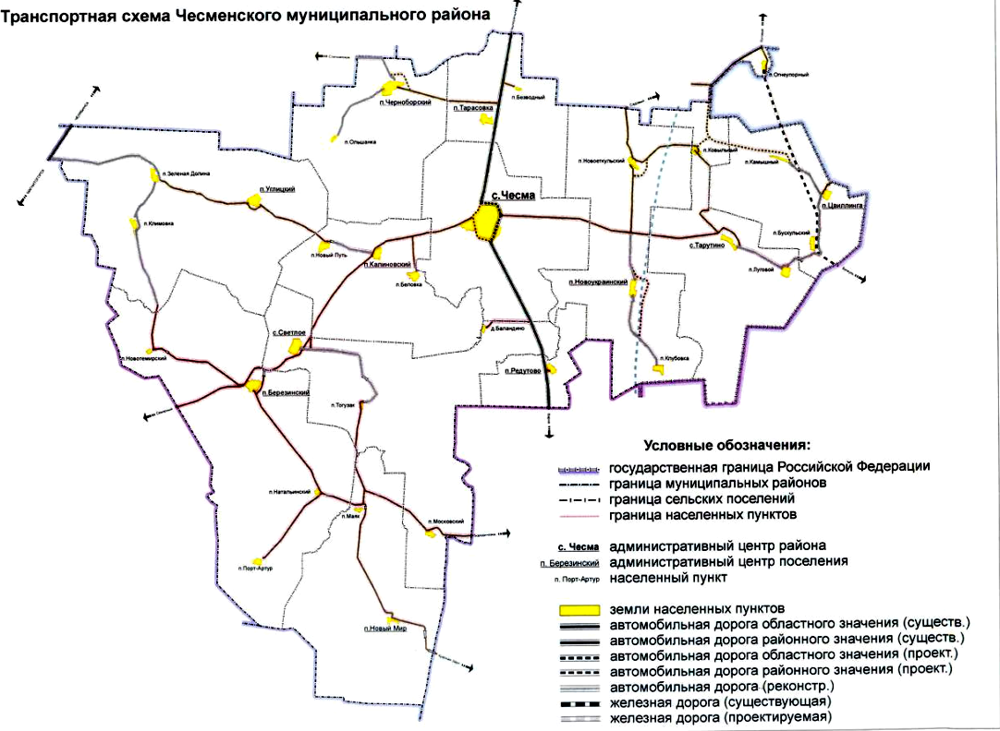 Транспортная схема Чесменского муниципального района
п. Огнеупорный
п.Черноборский
п.Безводный
п.Тарасовка
п.Ольшанка
п.Зеленая Долина
п.Углицкий
п.Новоеткульский
п.Ковыльный
п.Камышный
с.Чесма
п.Цвиллинга
п.Климовка
п.Бускульский
с.Тарутино
п.Новый Путь
п.Калиновский
п.Луговой
п.Беловка
п.Новоукраинский
с.Светлое
д.Баландино
п.Новотемирский
п.Клубовка
п.Редутово
п.Березинский
п.Тогузак
п.Натальинский
п.Маяк
п.Московский
п.Порт-Артур
п.Новый Мир
Условные обозначения:
государственная граница Российской Федерации
граница муниципальных районов
граница сельских поселений
граница населенных пунктов
с. Чесма административный центр района
п. Березинский административный центр поселения
п. Порт-Артур населенный пункт
земли населенных пунктов
автомобильная дорога областного значения (существ.)
автомобильная дорога районного значения (существ.)
автомобильная дорога областного значения (проект.)
автомобильная дорога районного значения (проект.)
автомобильная дорога (реконстр.)
железная дорога (существующая)
железная дорога (проектируемая)